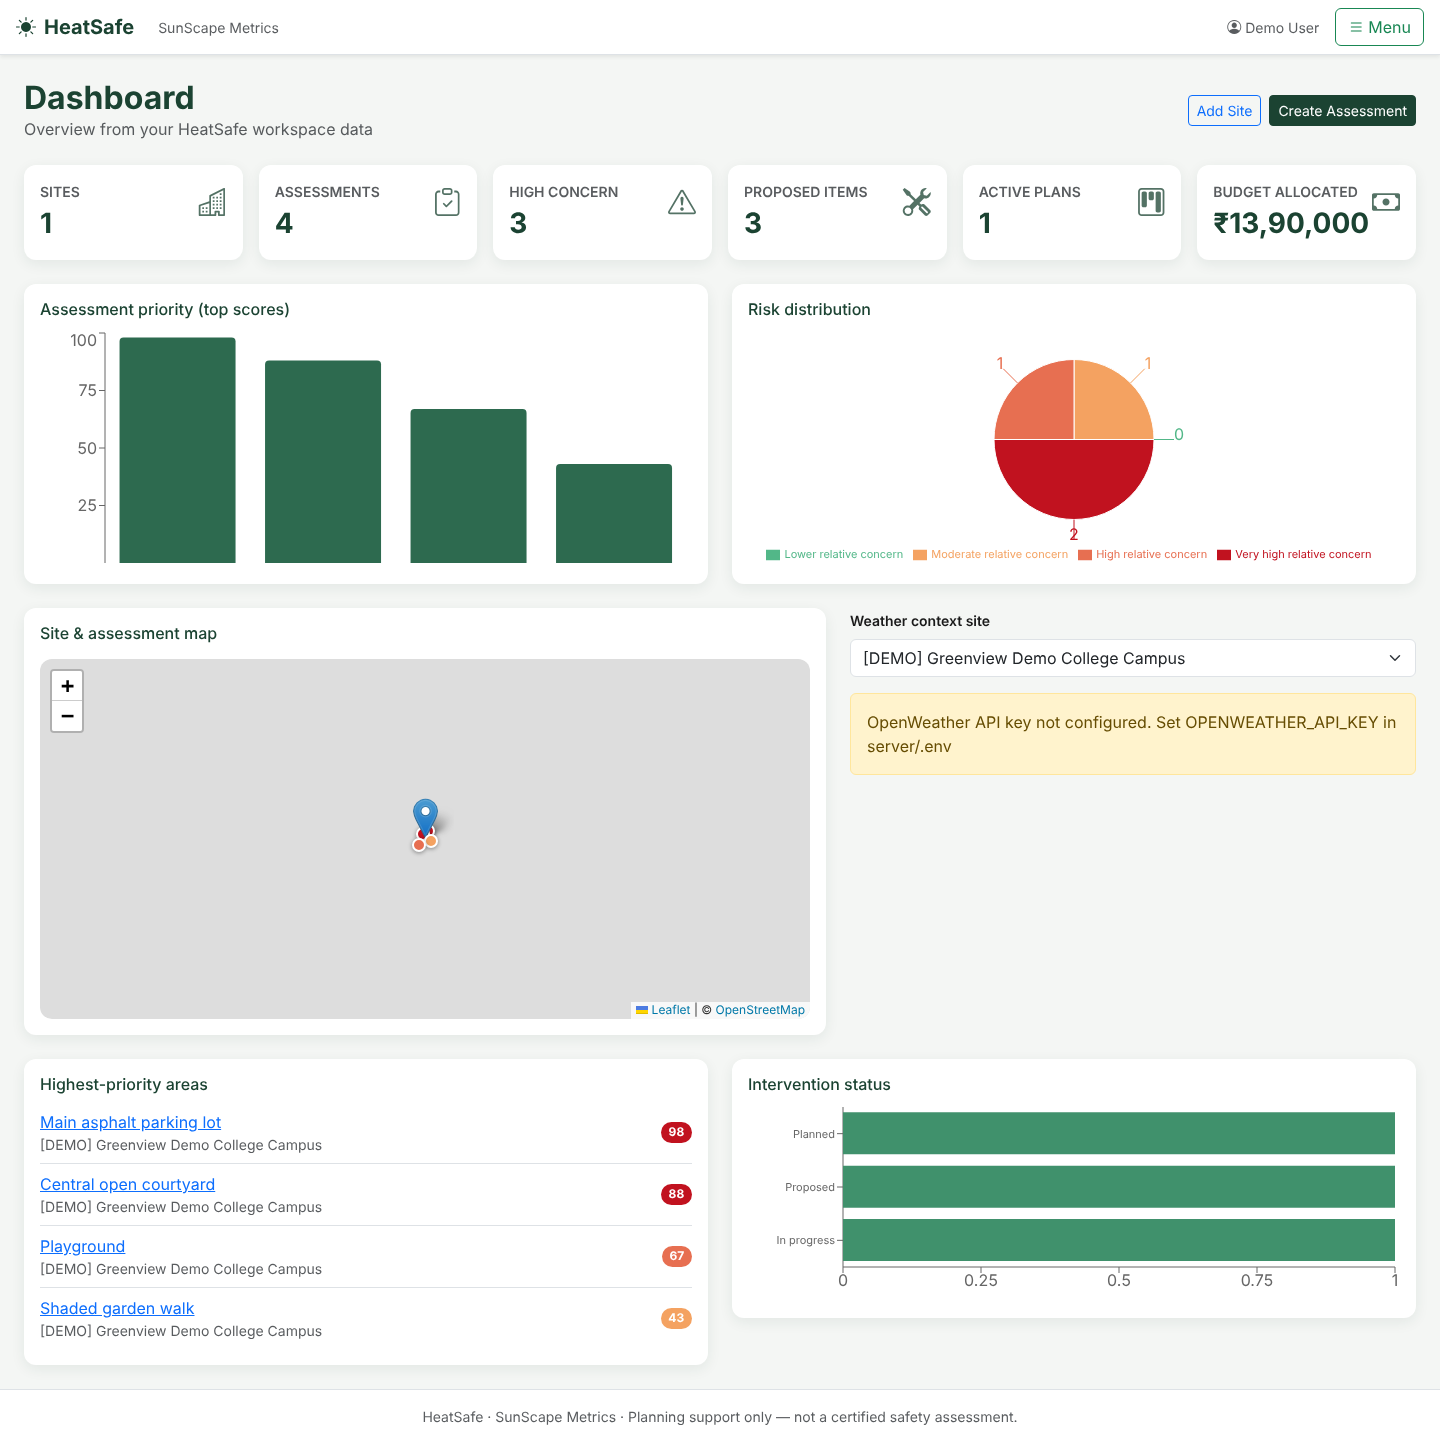 HeatSafe
SunScape Metrics
Demo User
Menu
Dashboard
Overview from your HeatSafe workspace data
Add Site
Create Assessment
SITES
1
ASSESSMENTS
4
HIGH CONCERN
3
PROPOSED ITEMS
3
ACTIVE PLANS
1
BUDGET ALLOCATED
₹13,90,000
Assessment priority (top scores)
100
75
50
25
Risk distribution
1
1
0
2
Lower relative concern
Moderate relative concern
High relative concern
Very high relative concern
Site & assessment map
+
−
Leaflet | © OpenStreetMap
Weather context site
[DEMO] Greenview Demo College Campus
OpenWeather API key not configured. Set OPENWEATHER_API_KEY in
server/.env
Highest-priority areas
Main asphalt parking lot
[DEMO] Greenview Demo College Campus
98
Central open courtyard
[DEMO] Greenview Demo College Campus
88
Playground
[DEMO] Greenview Demo College Campus
67
Shaded garden walk
[DEMO] Greenview Demo College Campus
43
Intervention status
Planned
Proposed
In progress
0
0.25
0.5
0.75
1
HeatSafe · SunScape Metrics · Planning support only — not a certified safety assessment.